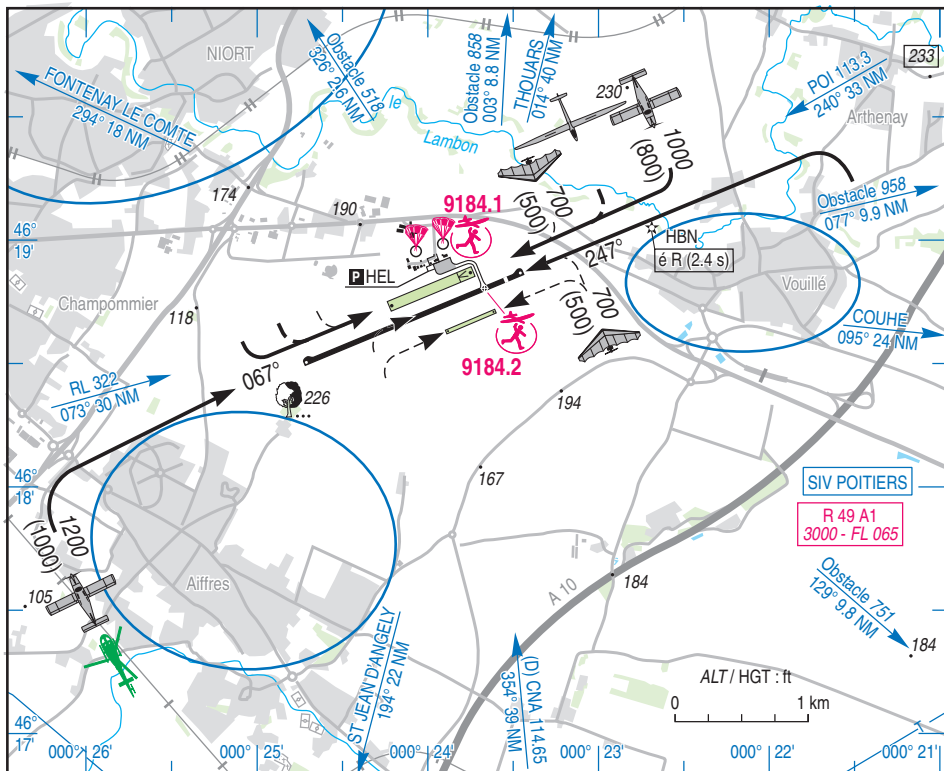 NIORT
FONTENAY LE COMTE
294° 18 NM
Obstacle 518
326° 2.6 NM
le
Lambon
Obstacle 858
003° 8.8 NM
THOUARS
014° 40 NM
230
233
POI 113.3
240° 33 NM
Arthenay
1000
(800)
700
(500)
174
190
9184.1
Obstacle 958
077° 9.9 NM
46°
19'
247°
HBN
é R (2.4 s)
P HEL
Vouillé
Champommier
118
700
(500)
COUHE
095° 24 NM
9184.2
067°
RL 322
073° 30 NM
226
194
167
46°
18'
1200
(1000)
SIV POITIERS
R 49 A1
3000 - FL 065
Aiffres
105
A 10
184
Obstacle 751
129° 9.8 NM
184
ST JEAN D'ANGELY
194° 22 NM
(D) CNA 114.65
354° 39 NM
ALT / HGT : ft
0 1 km
46°
17'
000° 26' 000° 25' 000° 24' 000° 23' 000° 22' 000° 21'